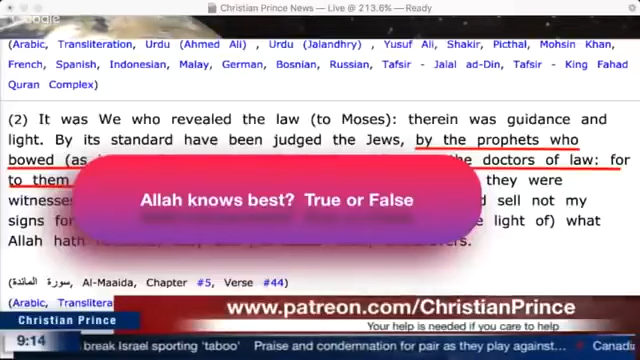 Christian Prince News — Live @ 213.6% —Ready
Google
(Arabic, Transliteration, Urdu (Ahmed Ali) , Urdu (Jalandhry) , Yusuf Ali, Shakir, Picthal, Mohsin Khan,
French, Spanish, Indonesian, Malay, German, Bosnian, Russian, Tafsir - Jalal ad-Din, Tafsir - King Fahad
Quran Complex)
(2) It was We who revealed the law (to Moses): therein was guidance and
light. By its standard have been judged the Jews, by the prophets who
bowed (as doctors of law: for
to them they were
witnesses sell not my
signs for light of) what
Allah hath
Allah knows best? True or False
(سورة المائدة, Al-Maaida, Chapter #5, Verse #44)
(Arabic, Transliterat
www.patreon.com/ChristianPrince
Your help is needed if you care to help
Christian Prince
9:14 break Israel sporting 'taboo' Praise and condemnation for pair as they play against... Canadu